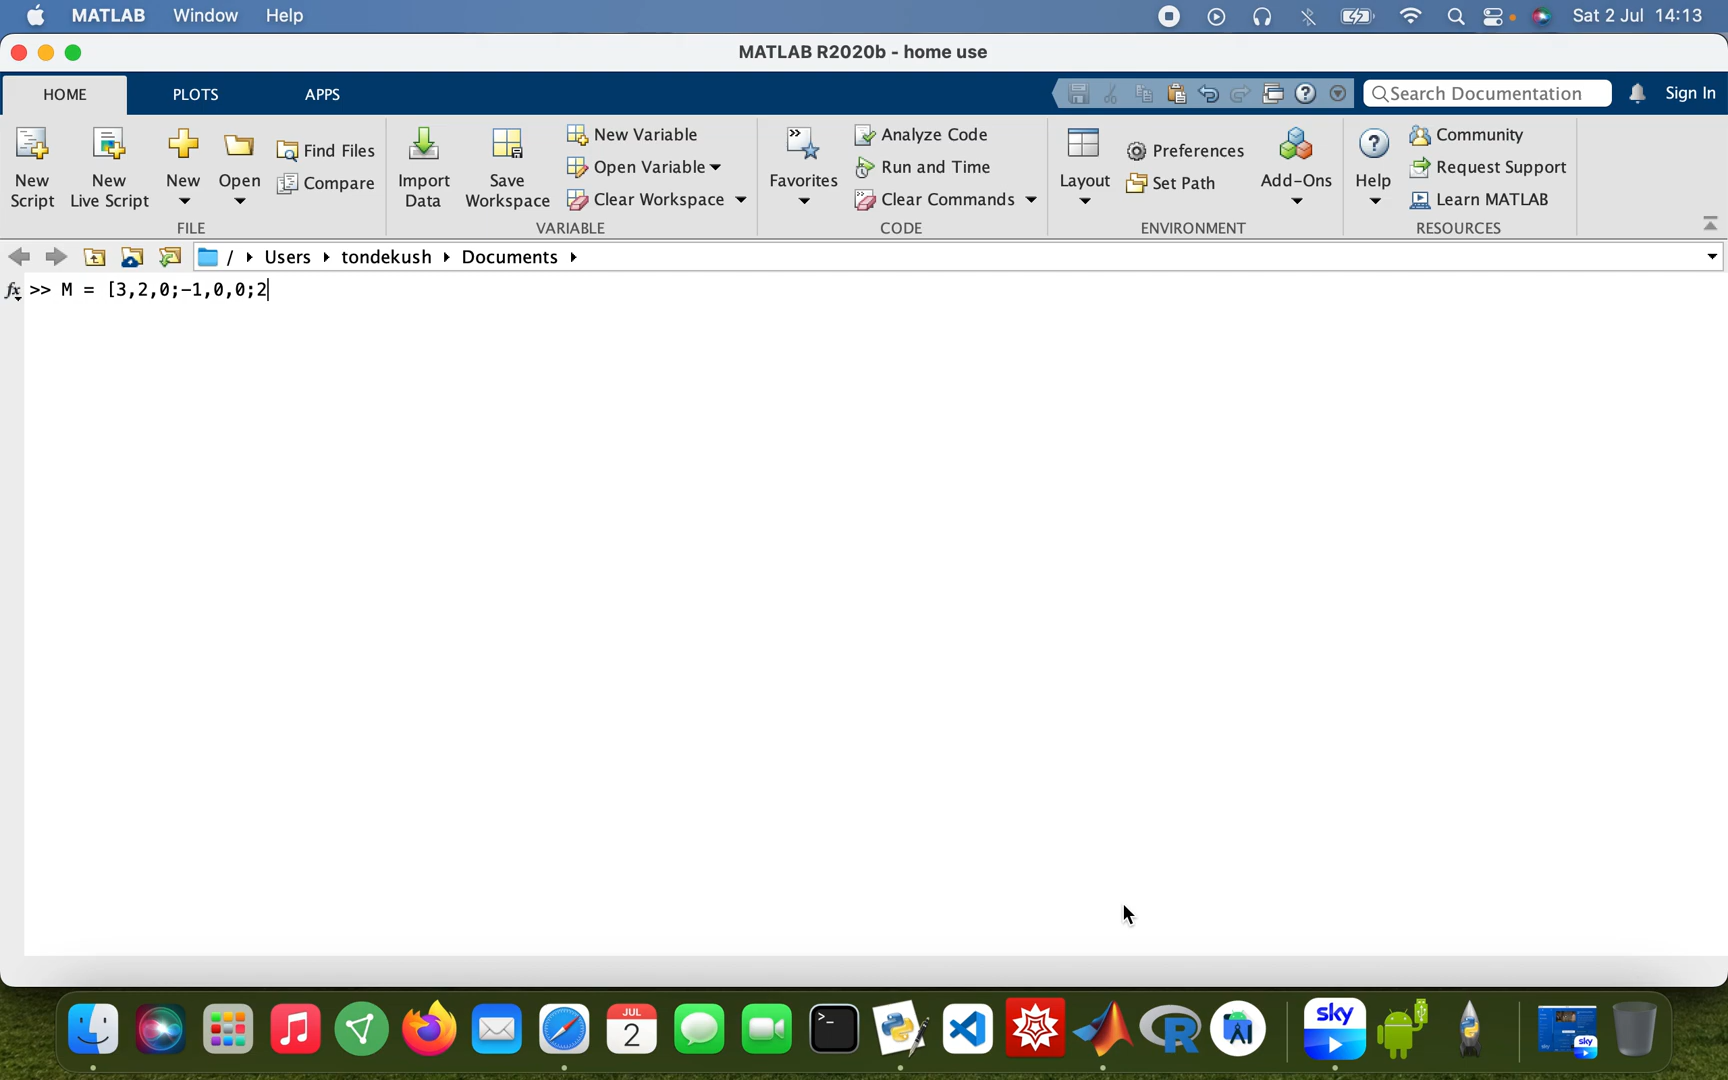 MATLAB Window Help Sat 2 Jul 14:13
MATLAB R2020b - home use
HOME PLOTS APPS Search Documentation Sign In
New Script
New Live Script
New
Open
Find Files
Compare
FILE
Import Data
Save Workspace
New Variable
Open Variable
Clear Workspace
VARIABLE
Favorites
Analyze Code
Run and Time
Clear Commands
CODE
Layout
Preferences
Set Path
Add-Ons
ENVIRONMENT
Help
Community
Request Support
Learn MATLAB
RESOURCES
/ Users tondekush Documents
fx >> M = [3,2,0;-1,0,0;2
JUL
2
>_
R
sky
sky